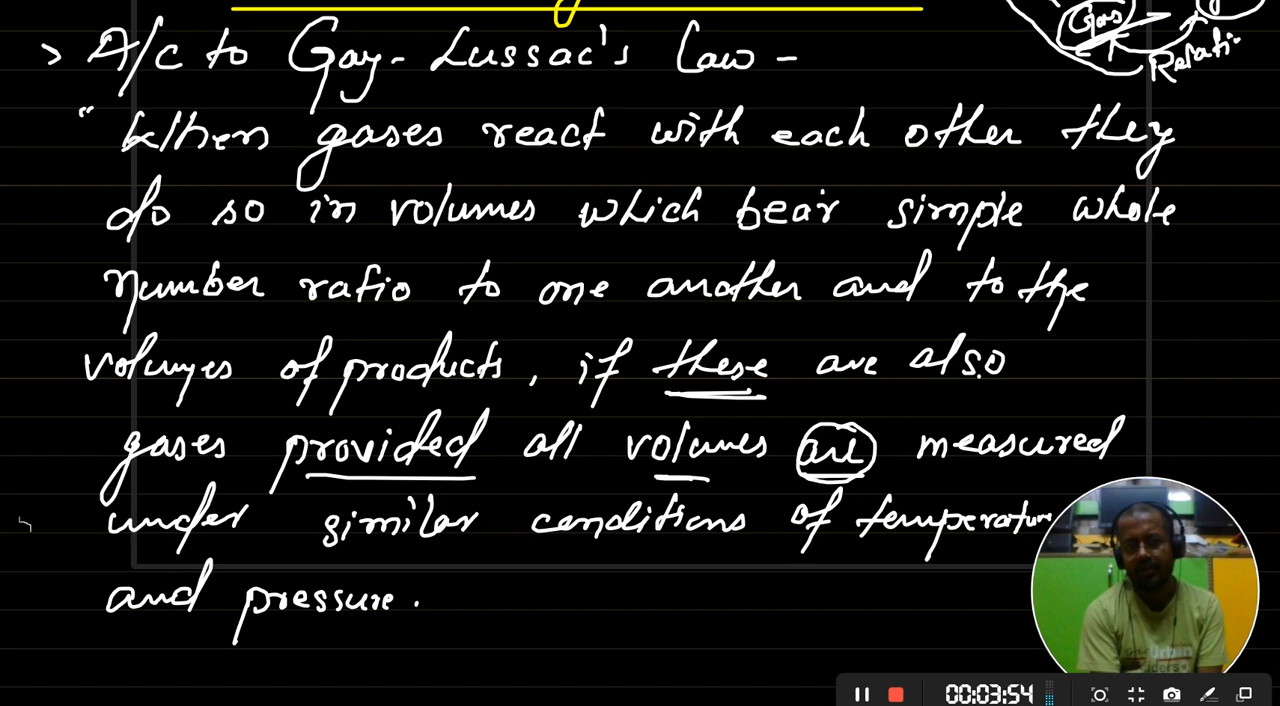 Gas
Relati
> A/c to Gay-Lussac's Law -
" When gases react with each other they
do so in volumes which bear simple whole
number ratio to one another and to the
volumes of products, if these are also
gases provided all volumes are measured
under similar conditions of temperature
and pressure.
Urban
iders
00:03:54